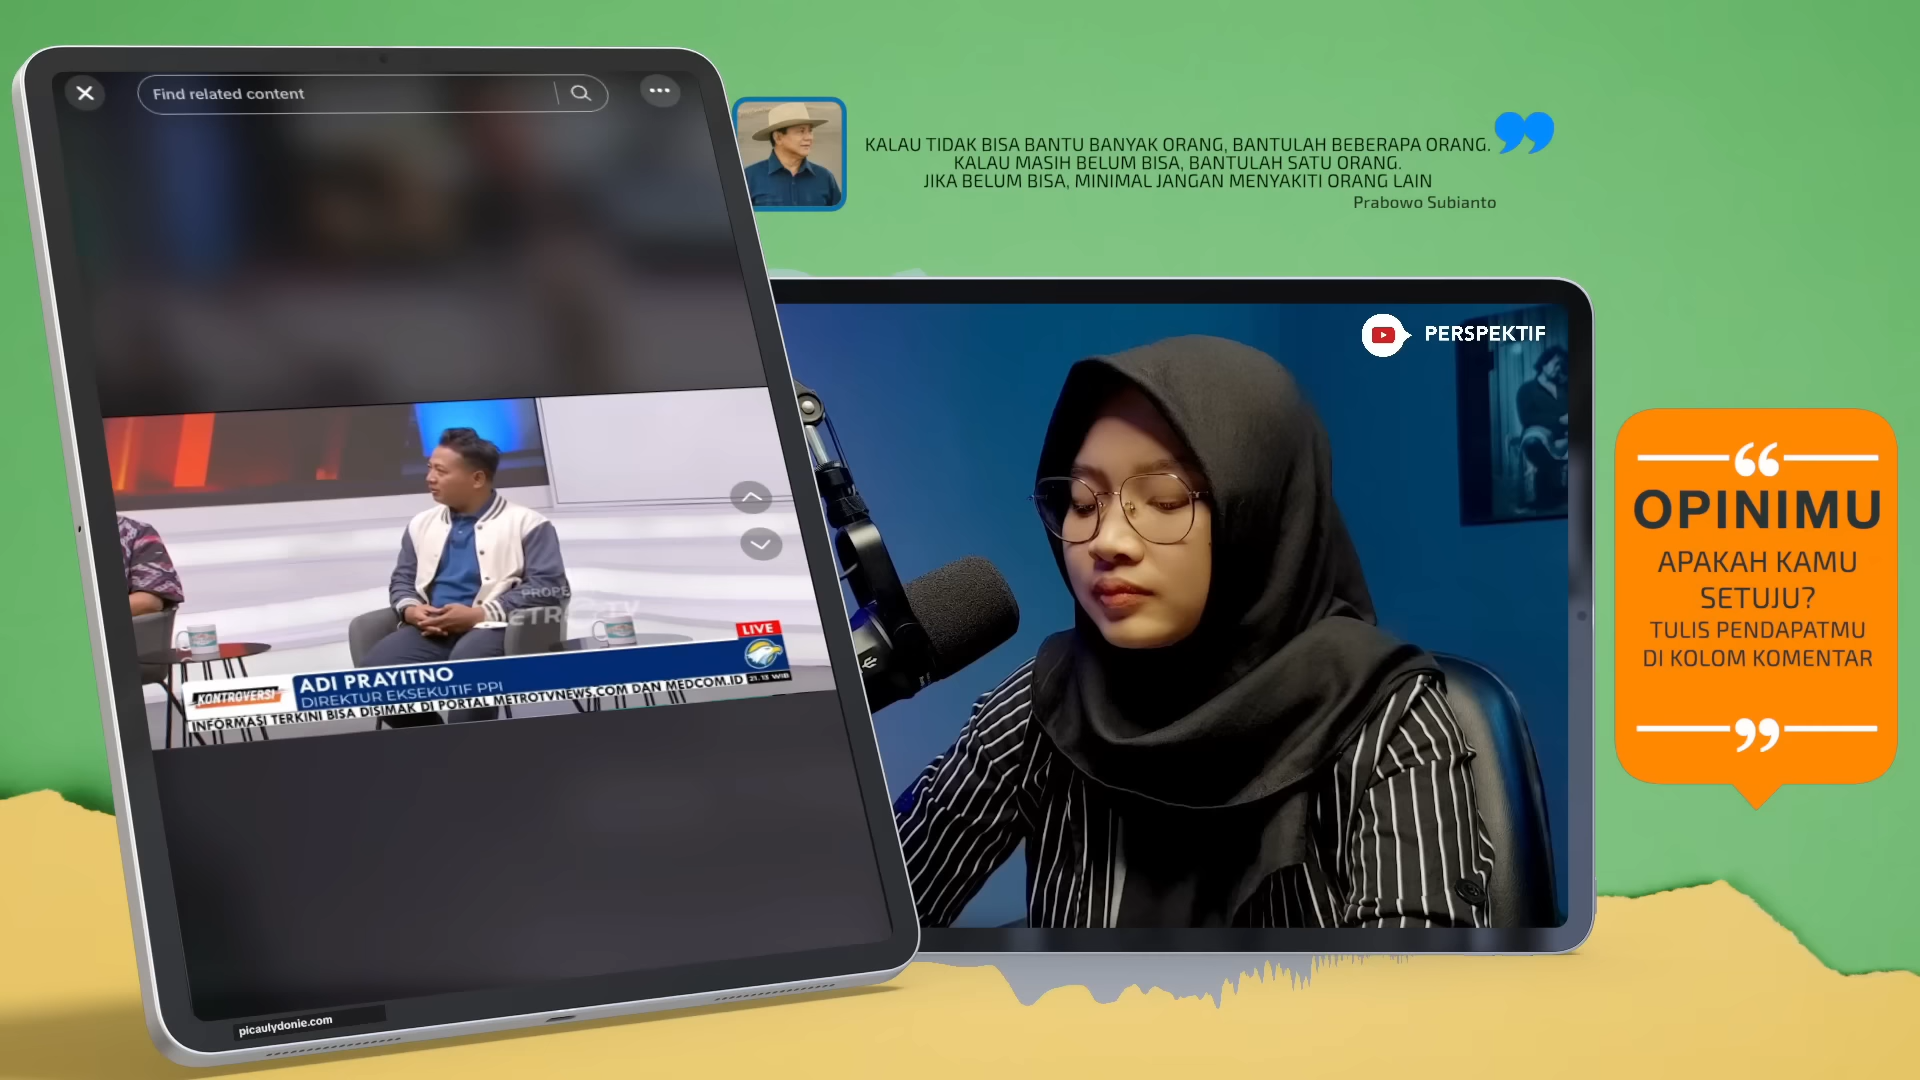 Find related content
KALAU TIDAK BISA BANTU BANYAK ORANG, BANTULAH BEBERAPA ORANG.
KALAU MASIH BELUM BISA, BANTULAH SATU ORANG.
JIKA BELUM BISA, MINIMAL JANGAN MENYAKITI ORANG LAIN
Prabowo Subianto
PERSPEKTIF
LIVE
KONTROVERSI
ADI PRAYITNO
DIREKTUR EKSEKUTIF PPI
21.13 WIB
INFORMASI TERKINI BISA DISIMAK DI PORTAL METROTVNEWS.COM DAN MEDCOM.ID
OPINIMU
APAKAH KAMU
SETUJU?
TULIS PENDAPATMU
DI KOLOM KOMENTAR
picaulydonie.com